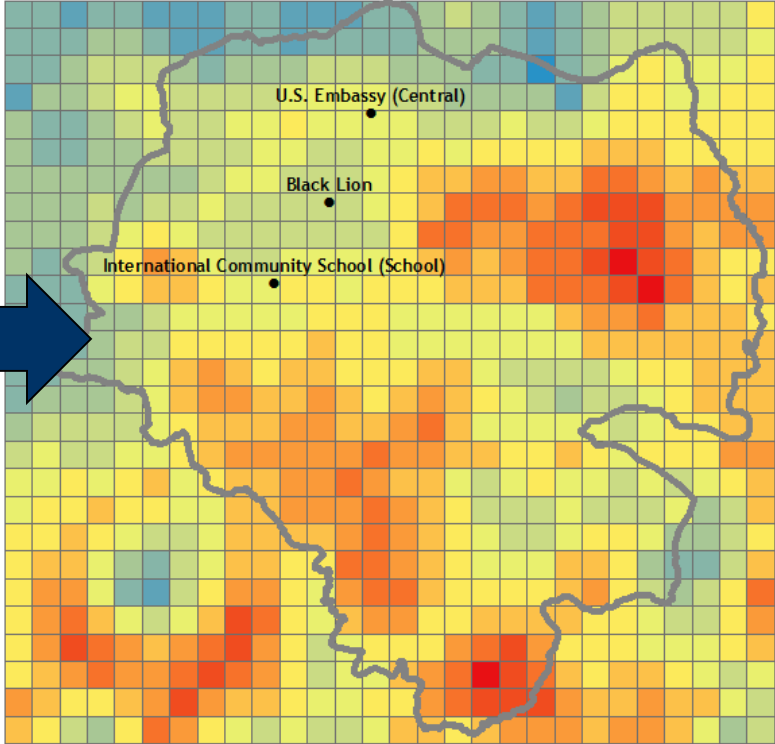 U.S. Embassy (Central)
Black Lion
International Community School (School)